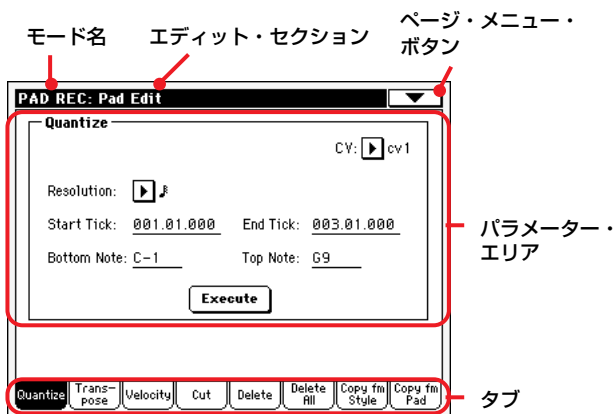 モード名
エディット・セクション
ページ・メニュー・
ボタン
PAD REC: Pad Edit
Quantize
CV: cv1
Resolution:
Start Tick: 001.01.000 End Tick: 003.01.000
Bottom Note: C-1 Top Note: G9
Execute
パラメーター・
エリア
Quantize
Trans-
pose
Velocity
Cut
Delete
Delete
All
Copy fm
Style
Copy fm
Pad
タブ